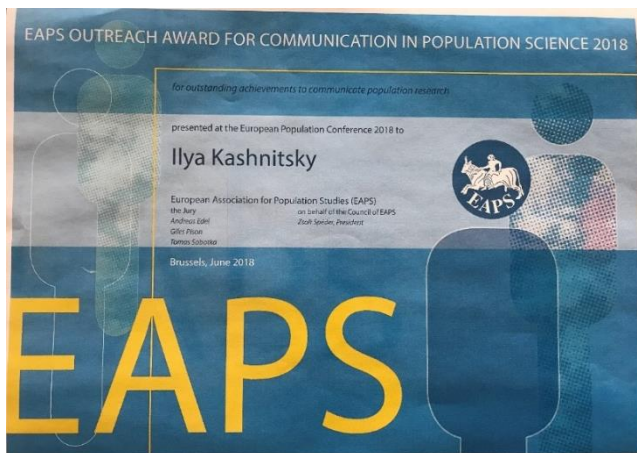 EAPS OUTREACH AWARD FOR COMMUNICATION IN POPULATION SCIENCE 2018
for outstanding achievements to communicate population research
presented at the European Population Conference 2018 to
Ilya Kashnitsky
EAPS
European Association for Population Studies (EAPS)
the Jury on behalf of the Council of EAPS
Andreas Edel Zsolt Spéder, President
Gilles Pison
Tomas Sobotka
Brussels, June 2018
EAPS